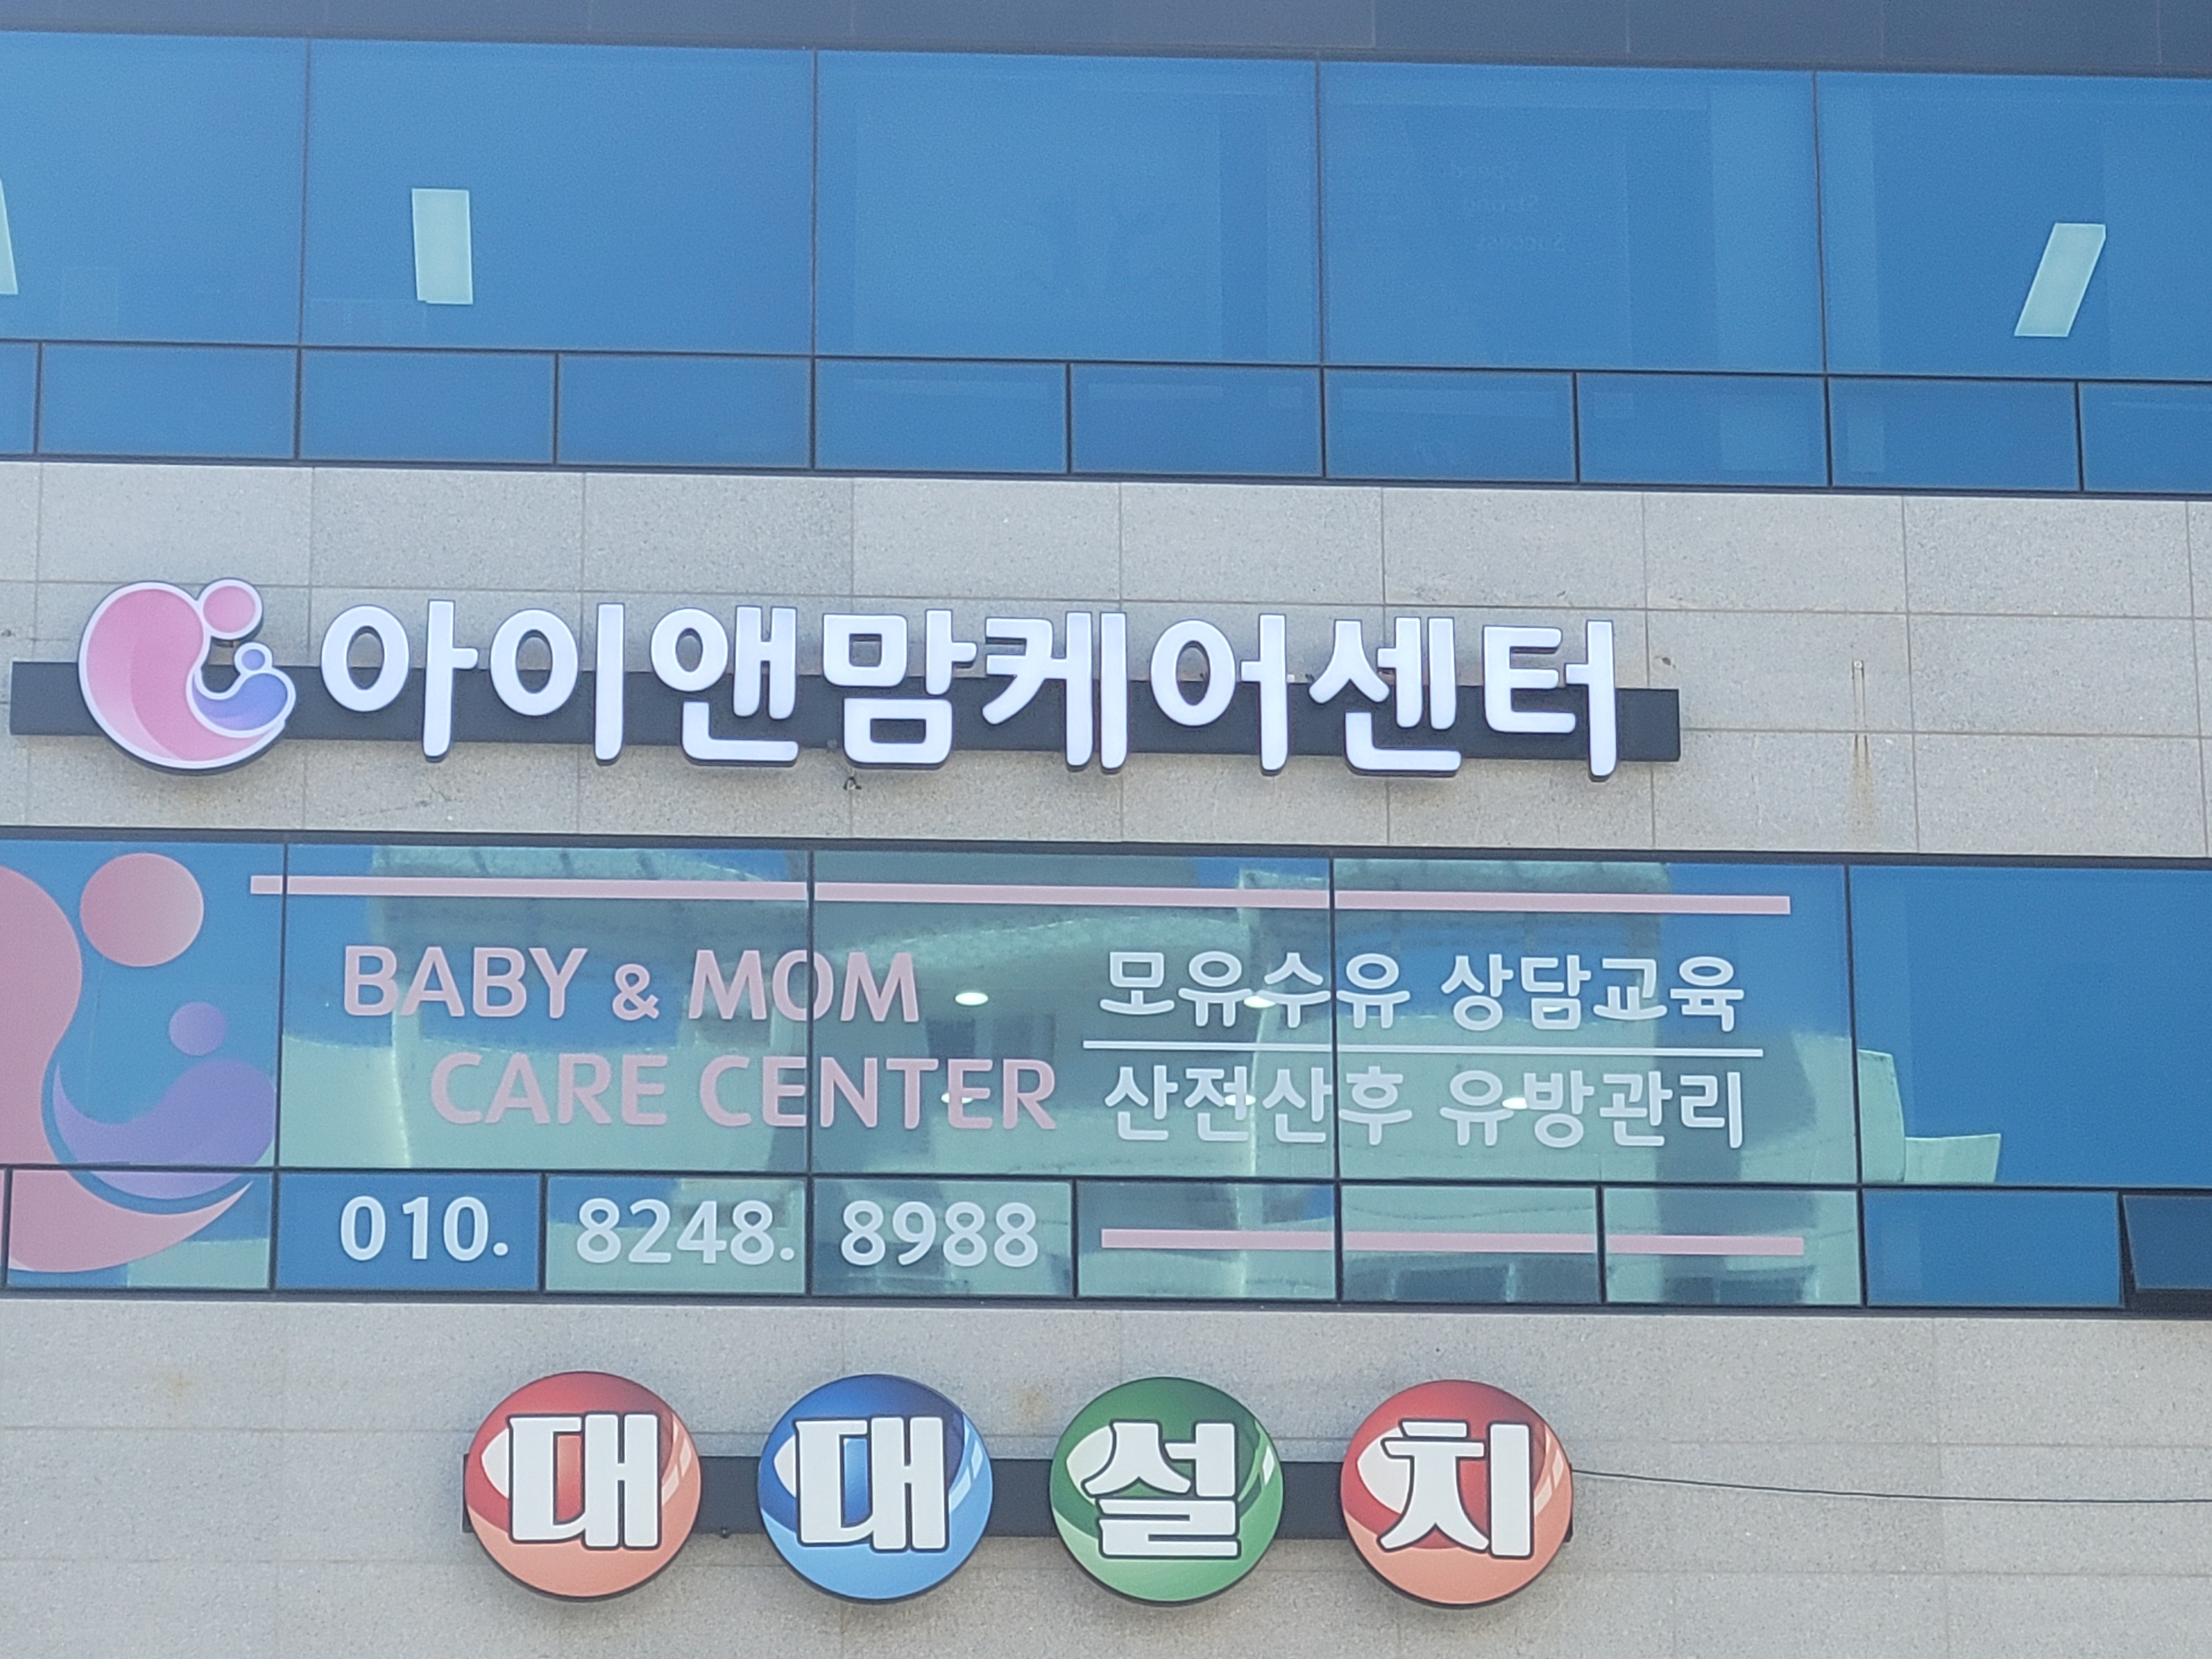 아이앤맘케어센터
BABY & MOM
CARE CENTER
모유수유 상담교육
산전산후 유방관리
010. 8248. 8988
대대설치